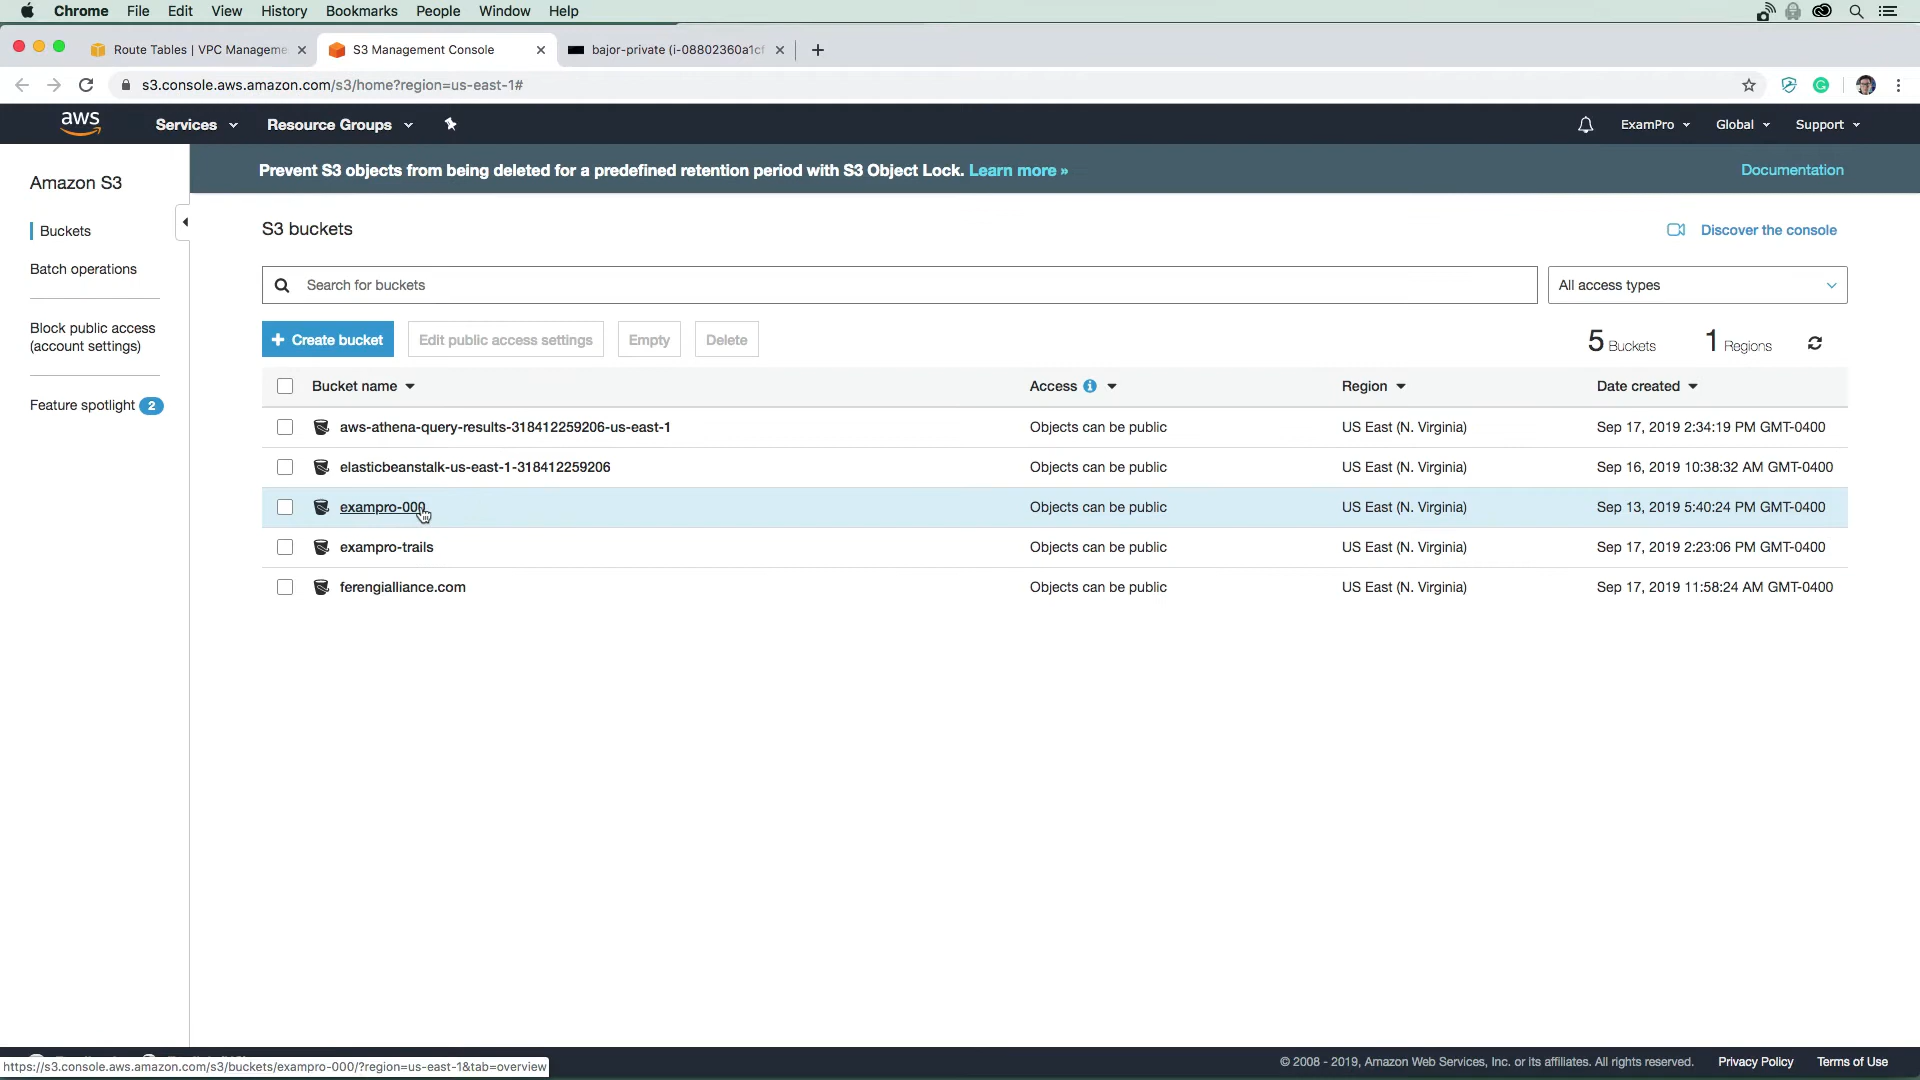 Chrome File Edit View History Bookmarks People Window Help
Route Tables | VPC Manageme
S3 Management Console
bajor-private (i-08802360a1cf
s3.console.aws.amazon.com/s3/home?region=us-east-1#
aws Services Resource Groups ExamPro Global Support
Amazon S3
Buckets
Batch operations
Block public access
(account settings)
Feature spotlight 2
Prevent S3 objects from being deleted for a predefined retention period with S3 Object Lock. Learn more »
Documentation
S3 buckets
Discover the console
Search for buckets
All access types
+ Create bucket Edit public access settings Empty Delete
5 Buckets 1 Regions
Bucket name Access Region Date created
aws-athena-query-results-318412259206-us-east-1 Objects can be public US East (N. Virginia) Sep 17, 2019 2:34:19 PM GMT-0400
elasticbeanstalk-us-east-1-318412259206 Objects can be public US East (N. Virginia) Sep 16, 2019 10:38:32 AM GMT-0400
exampro-000 Objects can be public US East (N. Virginia) Sep 13, 2019 5:40:24 PM GMT-0400
exampro-trails Objects can be public US East (N. Virginia) Sep 17, 2019 2:23:06 PM GMT-0400
ferengialliance.com Objects can be public US East (N. Virginia) Sep 17, 2019 11:58:24 AM GMT-0400
https://s3.console.aws.amazon.com/s3/buckets/exampro-000/?region=us-east-1&tab=overview
© 2008 - 2019, Amazon Web Services, Inc. or its affiliates. All rights reserved. Privacy Policy Terms of Use